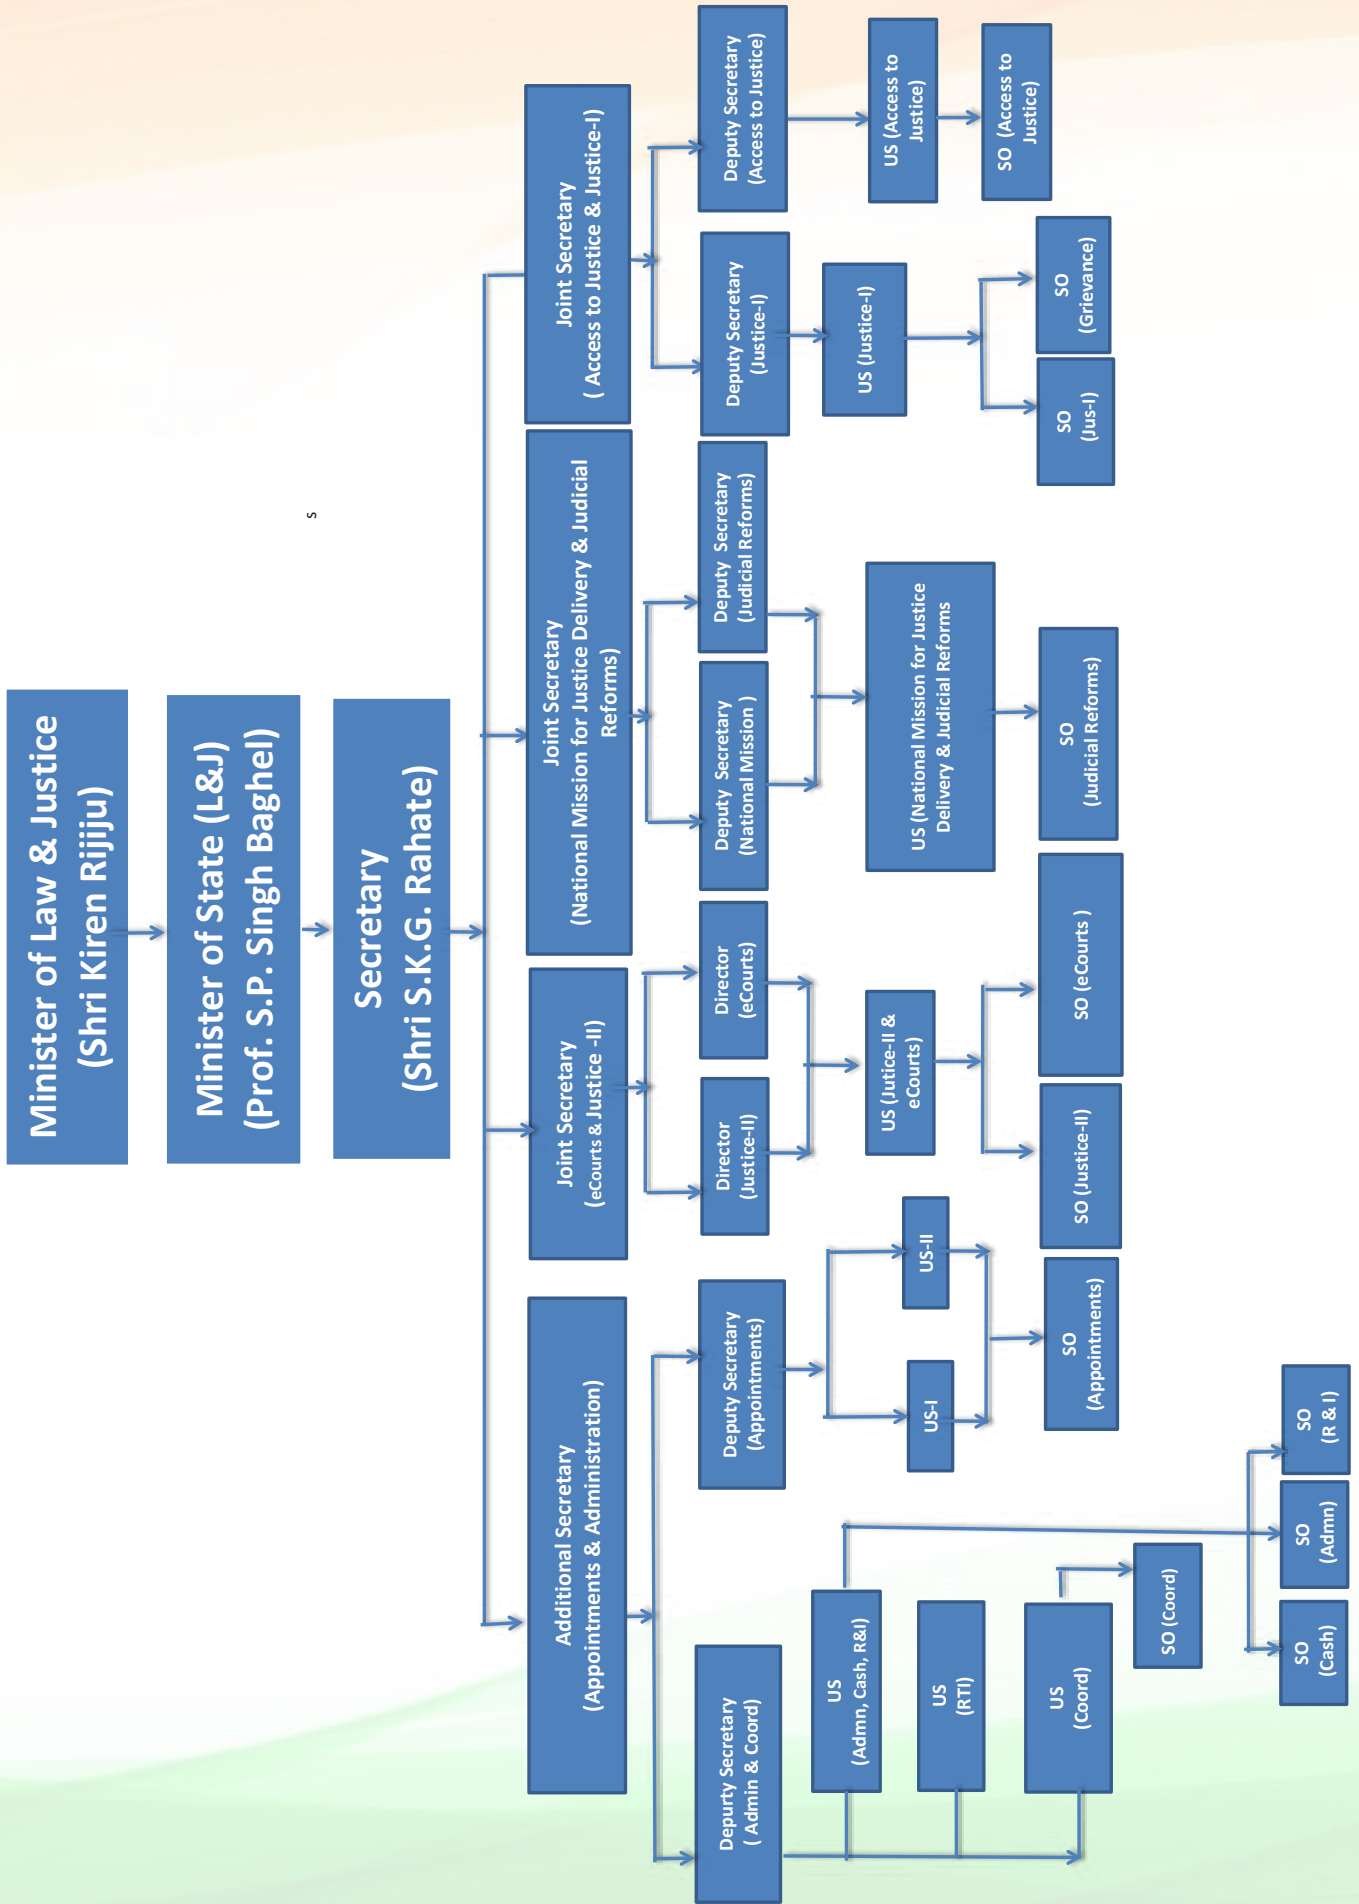 Minister of Law & Justice
(Shri Kiren Rijiju)
Minister of State (L&J)
(Prof. S.P. Singh Baghel)
Secretary
(Shri S.K.G. Rahate)
s
Additional Secretary
(Appointments & Administration)
Joint Secretary
(eCourts & Justice -II)
Joint Secretary
(National Mission for Justice Delivery & Judicial
Reforms)
Joint Secretary
( Access to Justice & Justice-I)
Depurty Secretary
( Admin & Coord)
Deputy Secretary
(Appointments)
Director
(Justice-II)
Director
(eCourts)
Deputy Secretary
(National Mission )
Deputy Secretary
(Judicial Reforms)
Deputy Secretary
(Justice-I)
Deputy Secretary
(Access to Justice)
US
(Admn, Cash, R&I)
US
(RTI)
US
(Coord)
US-I
US-II
US (Jutice-II &
eCourts)
US (National Mission for Justice
Delivery & Judicial Reforms
US (Justice-I)
US (Access to
Justice)
SO (Coord)
SO
(Appointments)
SO (Justice-II)
SO (eCourts )
SO
(Judicial Reforms)
SO
(Jus-I)
SO
(Grievance)
SO (Access to
Justice)
SO
(Cash)
SO
(Admn)
SO
(R & I)